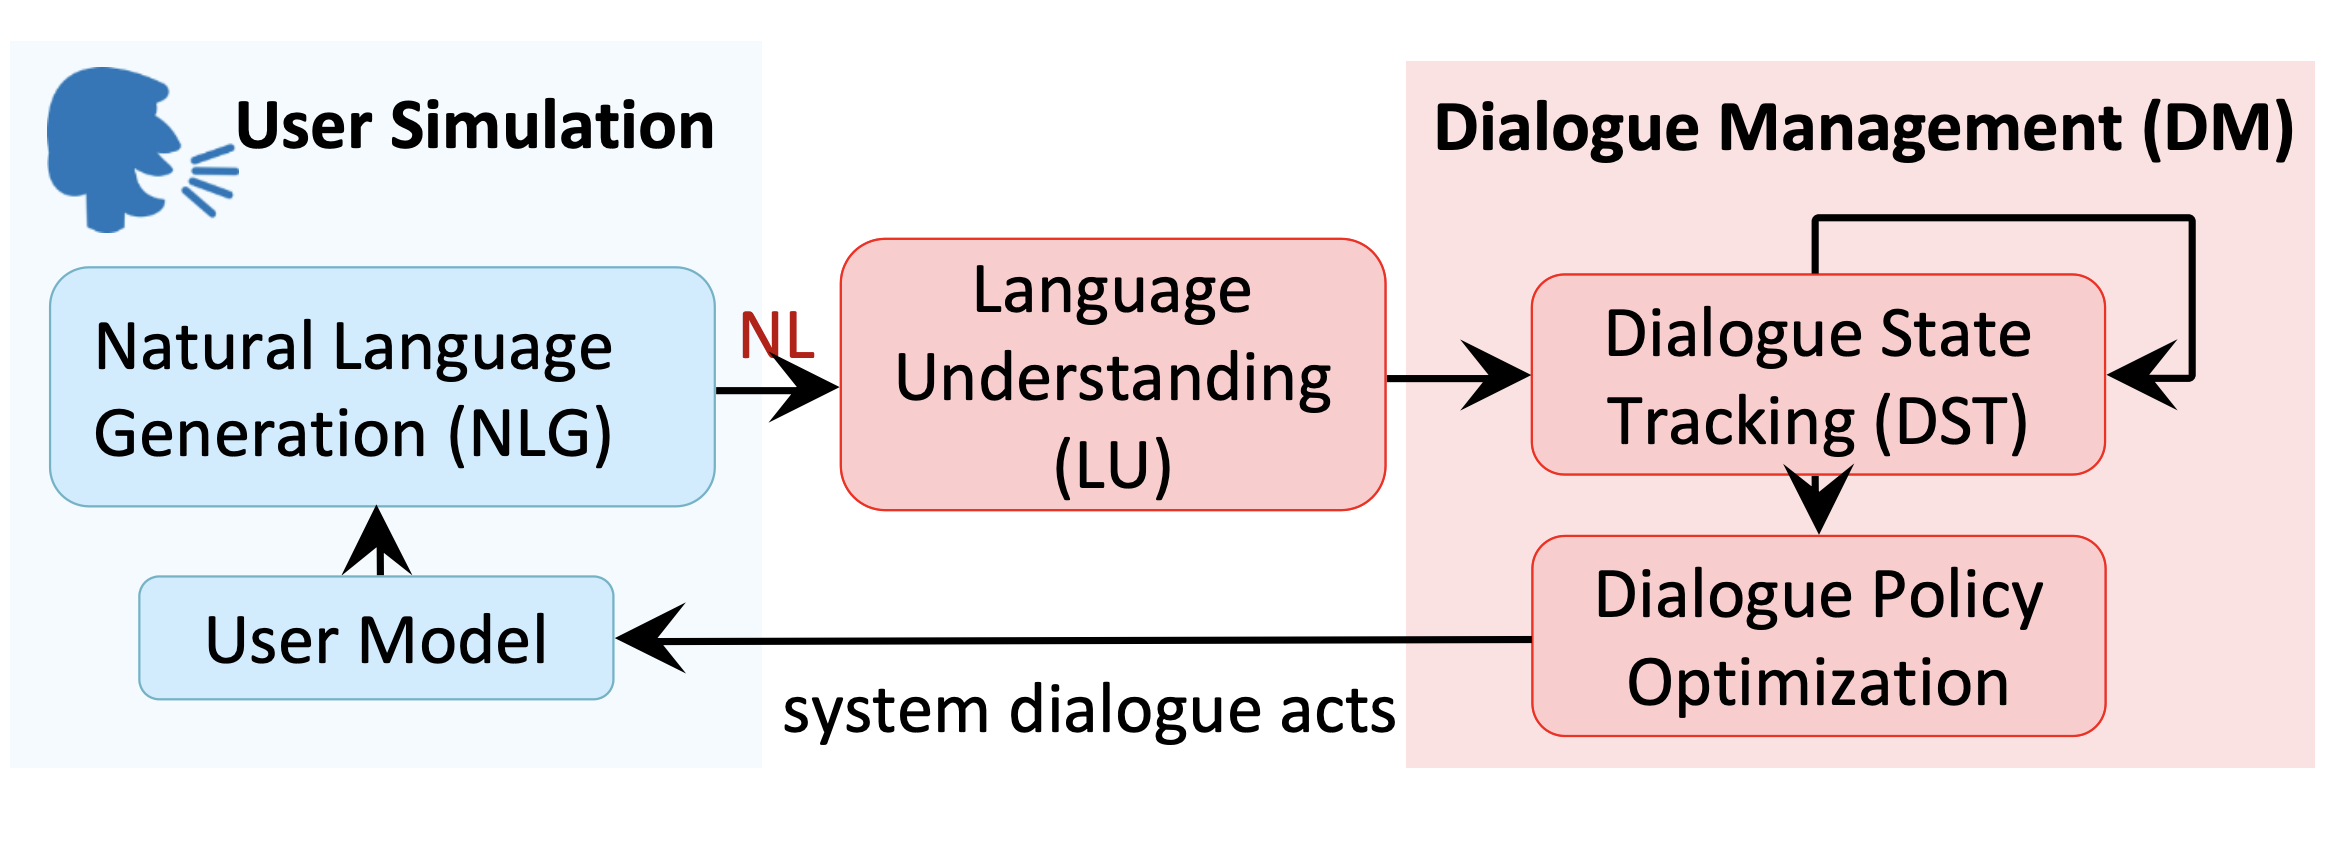 User Simulation
Dialogue Management (DM)
Natural Language
Generation (NLG)
NL
Language
Understanding
(LU)
Dialogue State
Tracking (DST)
User Model
Dialogue Policy
Optimization
system dialogue acts